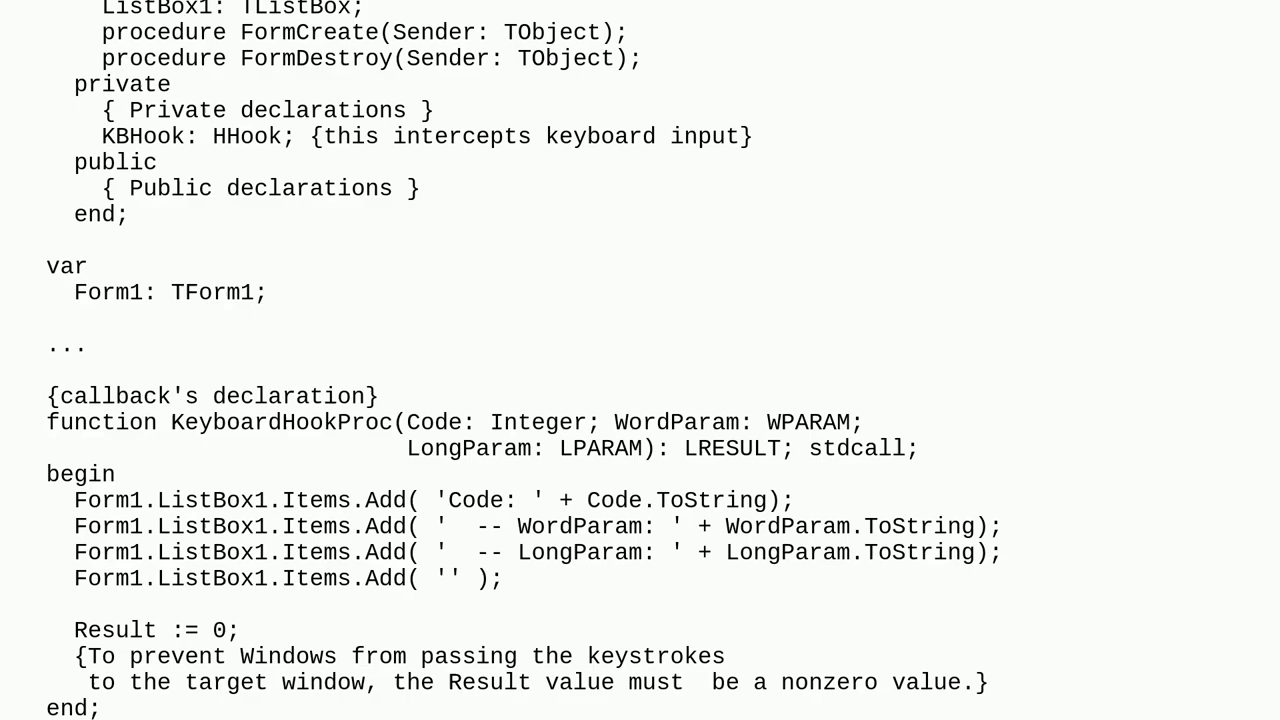 ListBox1: TListBox;
procedure FormCreate(Sender: TObject);
procedure FormDestroy(Sender: TObject);
private
{ Private declarations }
KBHook: HHook; {this intercepts keyboard input}
public
{ Public declarations }
end;
var
Form1: TForm1;
...
{callback's declaration}
function KeyboardHookProc(Code: Integer; WordParam: WPARAM;
LongParam: LPARAM): LRESULT; stdcall;
begin
Form1.ListBox1.Items.Add( 'Code: ' + Code.ToString);
Form1.ListBox1.Items.Add( '  -- WordParam: ' + WordParam.ToString);
Form1.ListBox1.Items.Add( '  -- LongParam: ' + LongParam.ToString);
Form1.ListBox1.Items.Add( '' );
Result := 0;
{To prevent Windows from passing the keystrokes
to the target window, the Result value must  be a nonzero value.}
end;